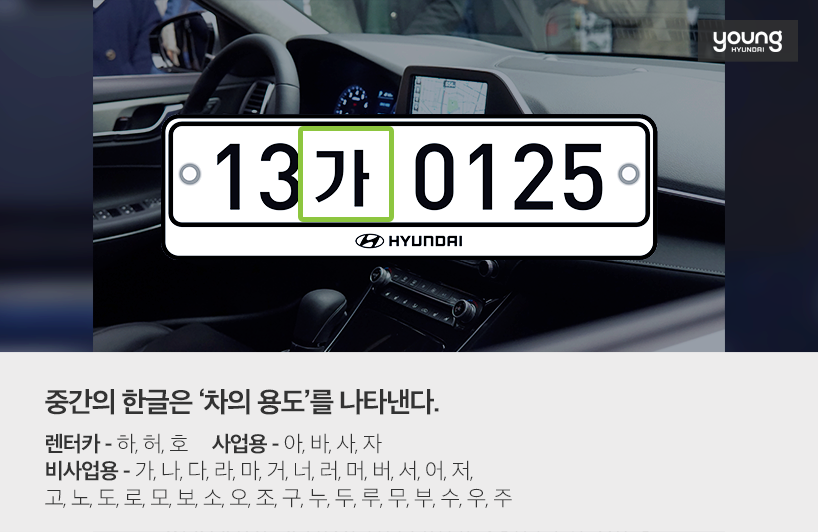 young
HYUNDAI
13가 0125
HYUNDAI
중간의 한글은 ‘차의 용도’를 나타낸다.
렌터카 - 하, 허, 호 사업용 - 아, 바, 사, 자
비사업용 - 가, 나, 다, 라, 마, 거, 너, 러, 머, 버, 서, 어, 저,
고, 노, 도, 로, 모, 보, 소, 오, 조, 구, 누, 두, 루, 무, 부, 수, 우, 주